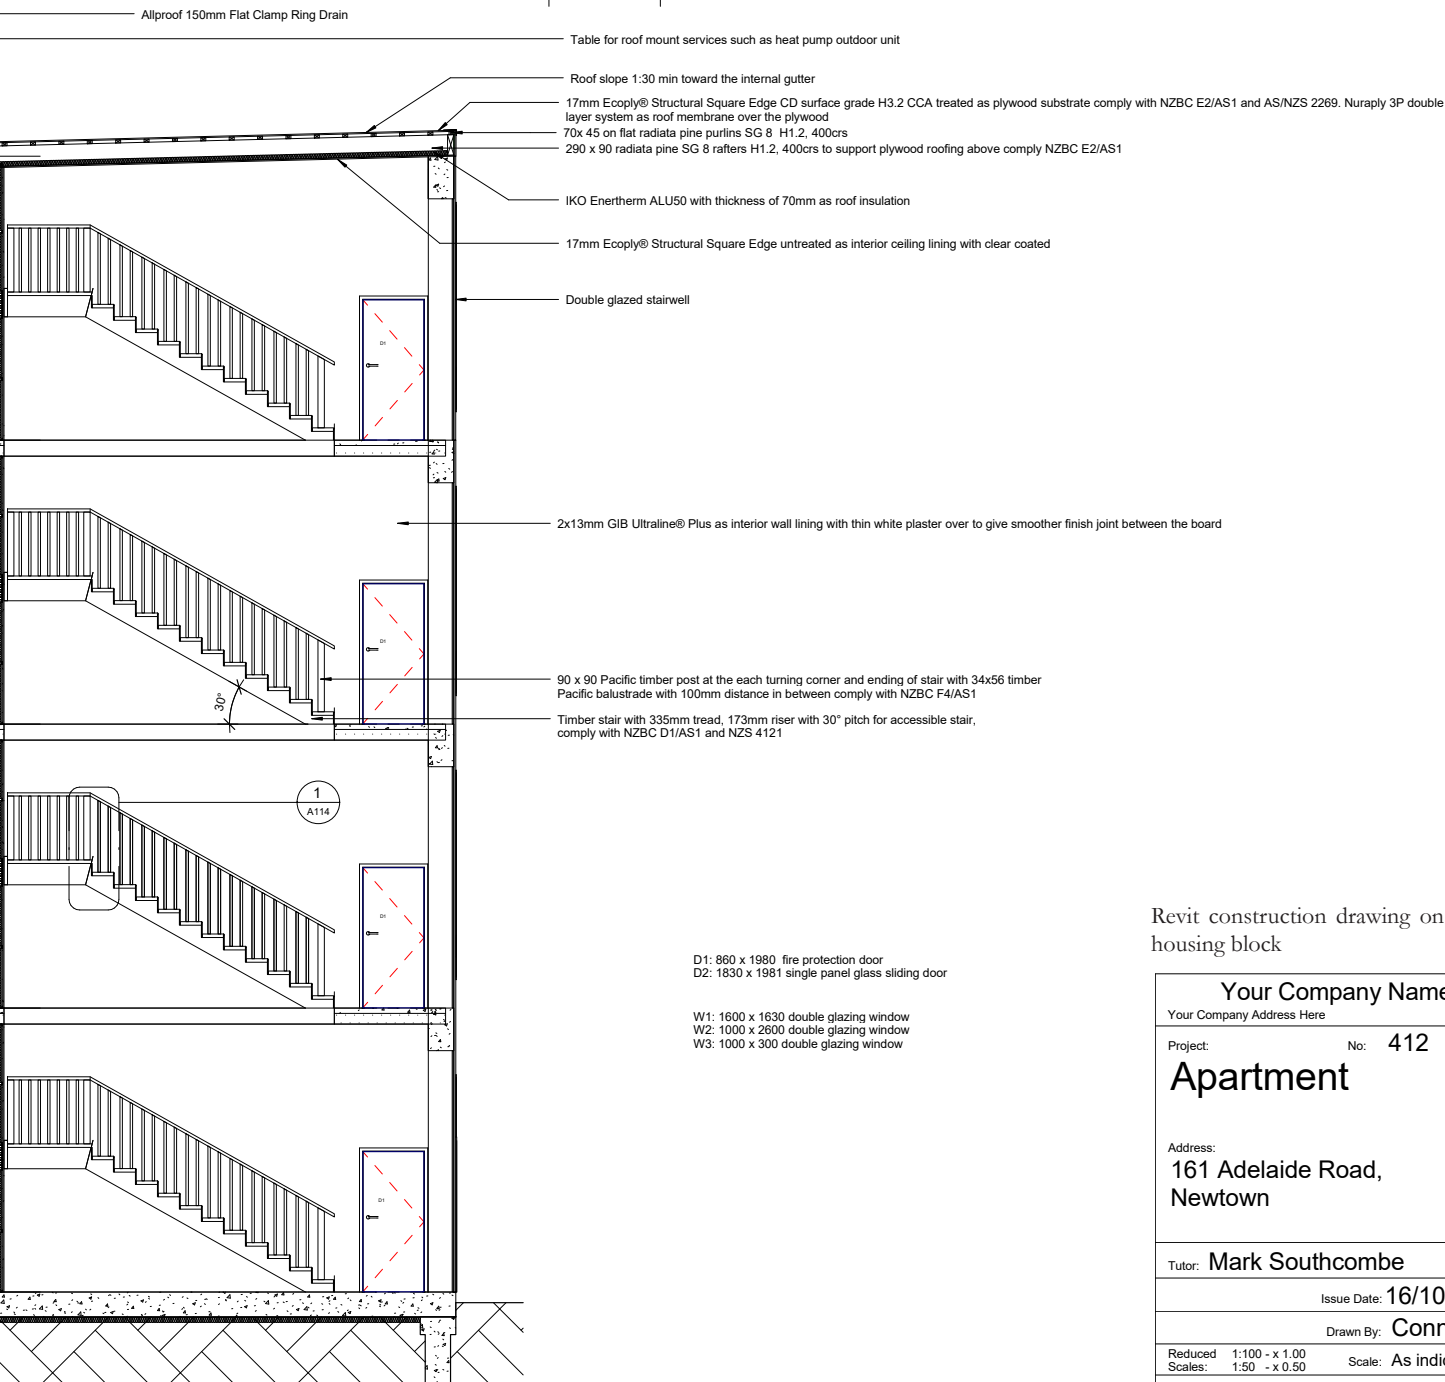 Allproof 150mm Flat Clamp Ring Drain
Table for roof mount services such as heat pump outdoor unit
Roof slope 1:30 min toward the internal gutter
17mm Ecoply® Structural Square Edge CD surface grade H3.2 CCA treated as plywood substrate comply with NZBC E2/AS1 and AS/NZS 2269. Nuraply 3P double
layer system as roof membrane over the plywood
70x 45 on flat radiata pine purlins SG 8 H1.2, 400crs
290 x 90 radiata pine SG 8 rafters H1.2, 400crs to support plywood roofing above comply NZBC E2/AS1
IKO Enertherm ALU50 with thickness of 70mm as roof insulation
17mm Ecoply® Structural Square Edge untreated as interior ceiling lining with clear coated
Double glazed stairwell
D1
2x13mm GIB Ultraline® Plus as interior wall lining with thin white plaster over to give smoother finish joint between the board
D1
90 x 90 Pacific timber post at the each turning corner and ending of stair with 34x56 timber
Pacific balustrade with 100mm distance in between comply with NZBC F4/AS1
30°
Timber stair with 335mm tread, 173mm riser with 30° pitch for accessible stair,
comply with NZBC D1/AS1 and NZS 4121
1
A114
D1
D1: 860 x 1980 fire protection door
D2: 1830 x 1981 single panel glass sliding door
W1: 1600 x 1630 double glazing window
W2: 1000 x 2600 double glazing window
W3: 1000 x 300 double glazing window
D1
Revit construction drawing on
housing block
Your Company Name
Your Company Address Here
Project:
No: 412
Apartment
Address:
161 Adelaide Road,
Newtown
Tutor: Mark Southcombe
Issue Date: 16/10
Drawn By: Conn
Reduced 1:100 - x 1.00
Scales: 1:50 - x 0.50
Scale: As indic